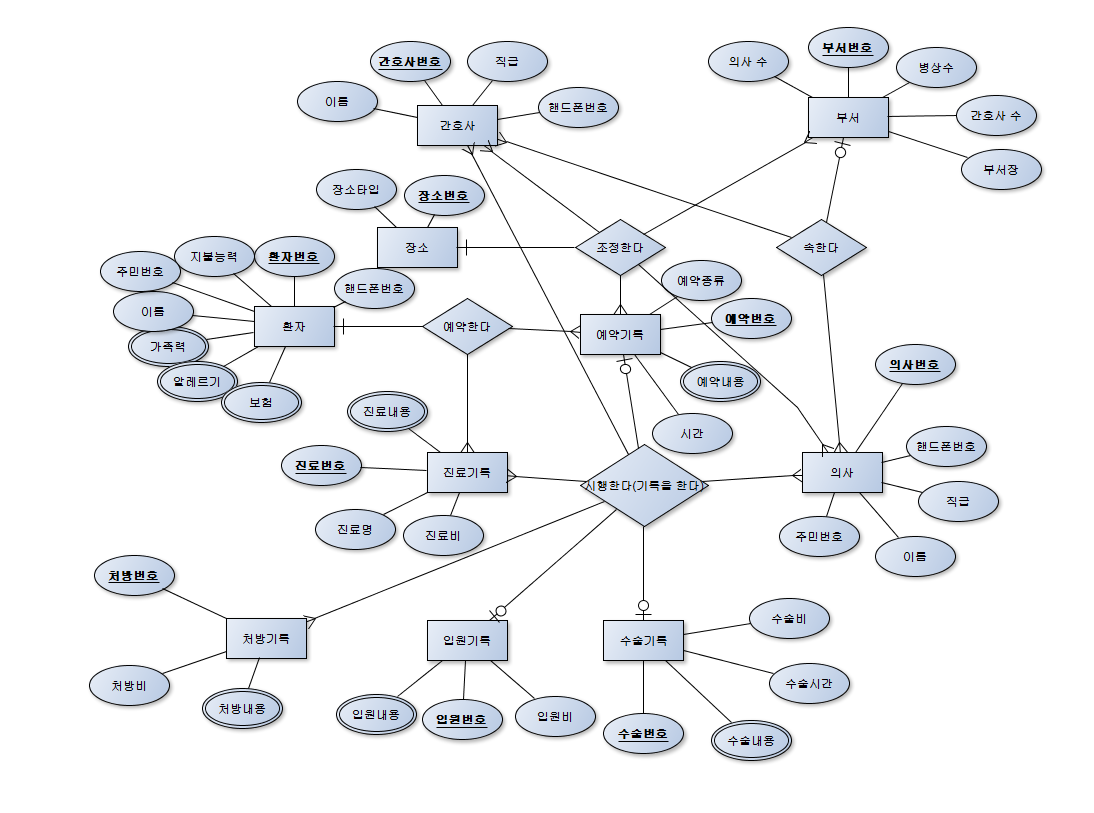 간호사번호
직급
이름
핸드폰번호
간호사
의사 수
부서번호
병상수
간호사 수
부서
부서장
장소타입
장소번호
장소
조정한다
속한다
주민번호
지불능력
환자번호
핸드폰번호
이름
가족력
알레르기
보험
환자
예약한다
예약종류
예약번호
예약기록
예약내용
시간
의사번호
핸드폰번호
직급
이름
주민번호
의사
진료내용
진료번호
진료기록
진료명
진료비
시행한다(기록을 한다)
처방번호
처방기록
처방비
처방내용
입원기록
입원내용
입원번호
입원비
수술기록
수술비
수술시간
수술번호
수술내용